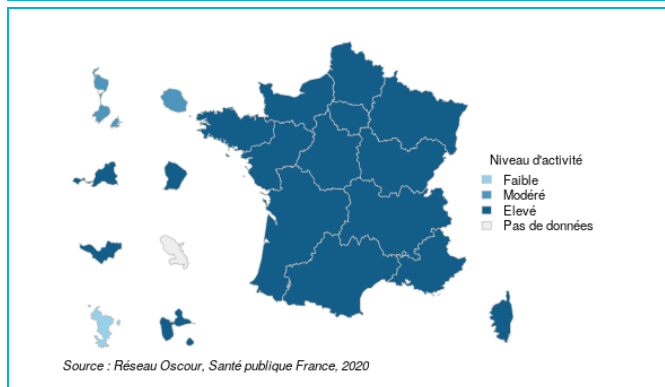 Niveau d'activité
Faible
Modéré
Elevé
Pas de données
Source : Réseau Oscour, Santé publique France, 2020